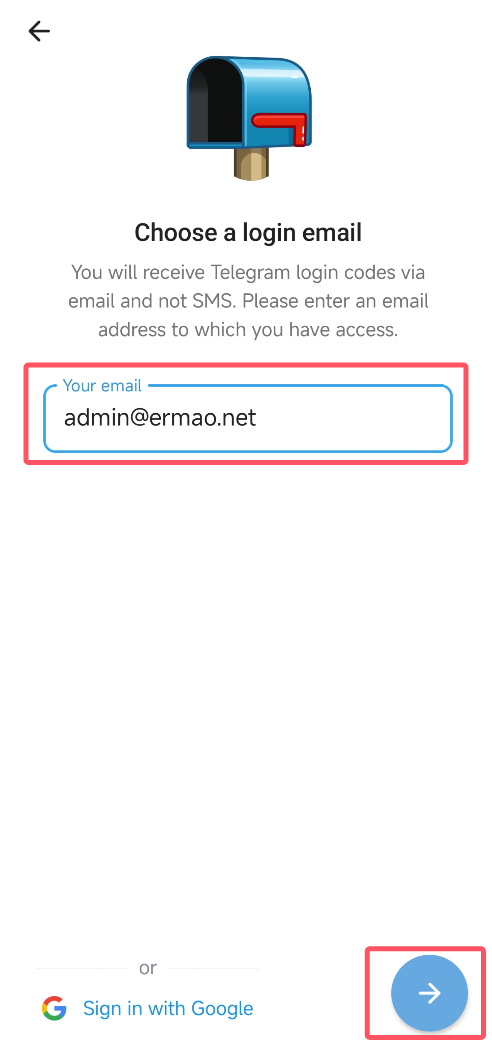 Choose a login email
You will receive Telegram login codes via
email and not SMS. Please enter an email
address to which you have access.
Your email
admin@ermao.net
or
Sign in with Google